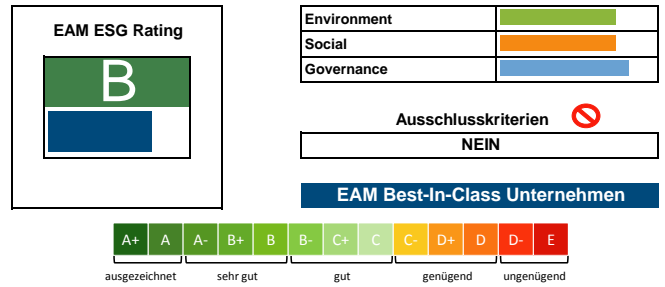 EAM ESG Rating
B
Environment
Social
Governance
Ausschlusskriterien
NEIN
EAM Best-In-Class Unternehmen
A+ A A- B+ B B- C+ C C- D+ D D- E
ausgezeichnet sehr gut gut genügend ungenügend